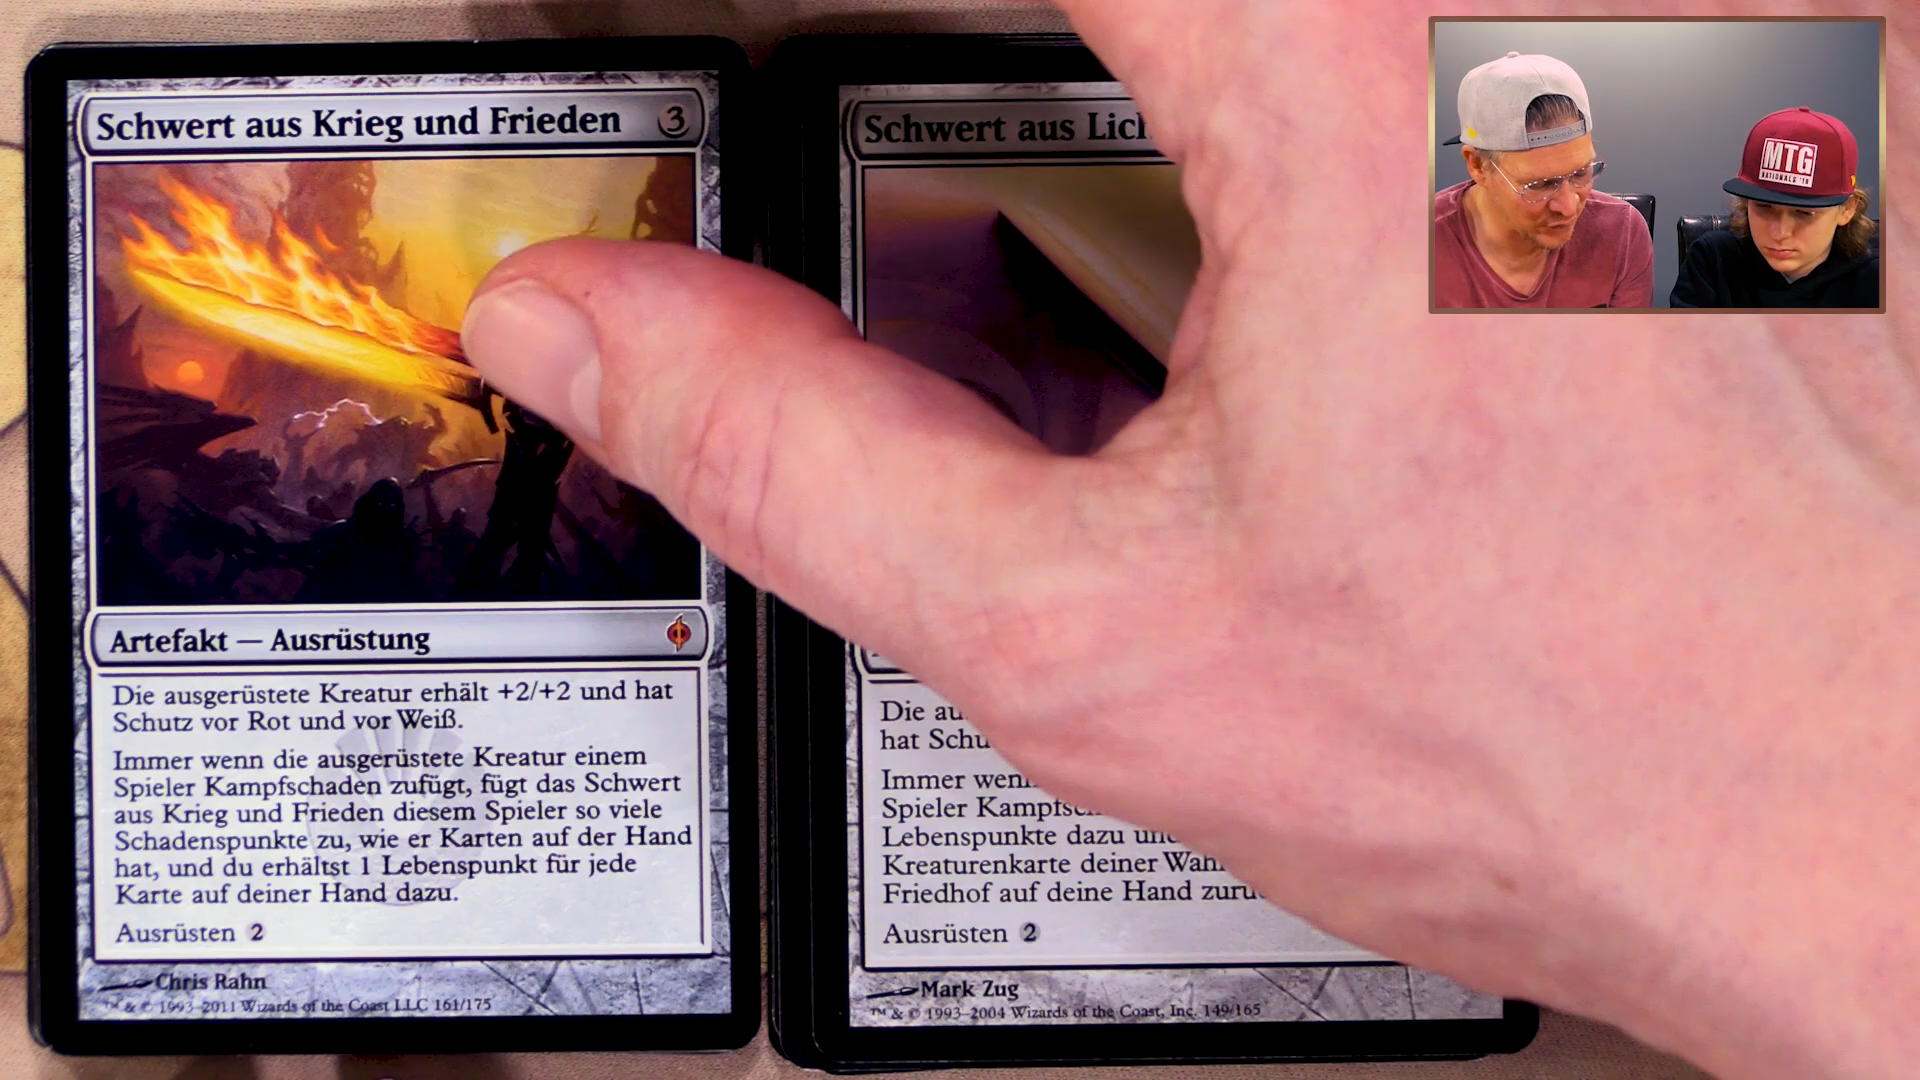 Schwert aus Krieg und Frieden 3
Artefakt — Ausrüstung
Die ausgerüstete Kreatur erhält +2/+2 und hat
Schutz vor Rot und vor Weiß.
Immer wenn die ausgerüstete Kreatur einem
Spieler Kampfschaden zufügt, fügt das Schwert
aus Krieg und Frieden diesem Spieler so viele
Schadenspunkte zu, wie er Karten auf der Hand
hat, und du erhältst 1 Lebenspunkt für jede
Karte auf deiner Hand dazu.
Ausrüsten 2
Chris Rahn
™ & © 1993–2011 Wizards of the Coast LLC 161/175
Schwert aus
Die
hat
Immer
Spieler
Lebenspunkte dazu
Kreaturenkarte deiner
Friedhof auf deine Hand
Ausrüsten 2
Mark Zug
™ & © 1993–2004 Wizards of the Coast, Inc. 149/165
MTG
NATIONALS '18